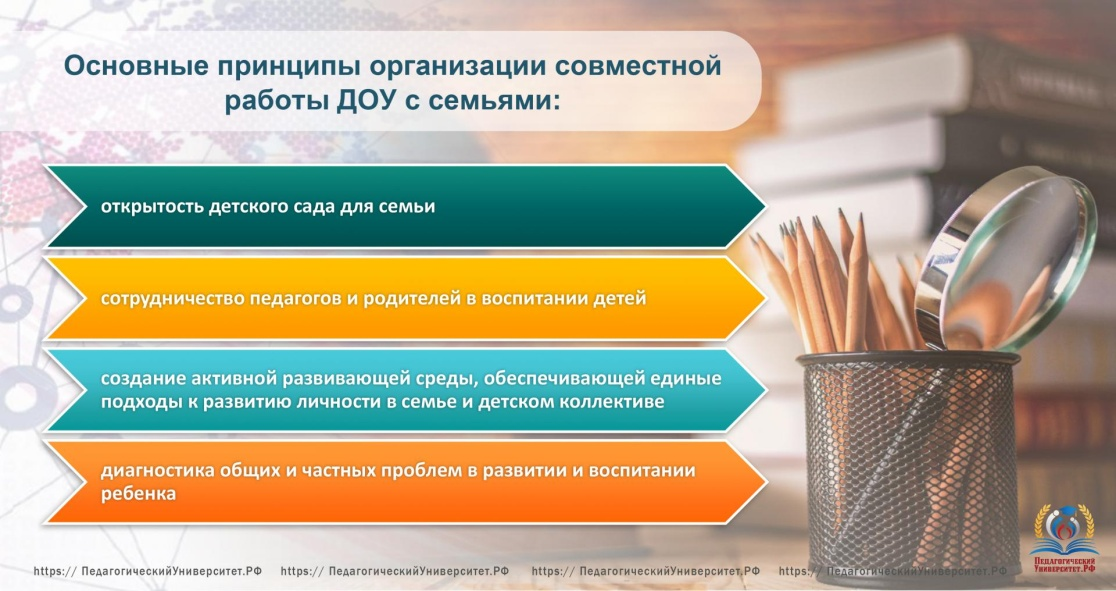 Основные принципы организации совместной
работы ДОУ с семьями:
открытость детского сада для семьи
сотрудничество педагогов и родителей в воспитании детей
создание активной развивающей среды, обеспечивающей единые
подходы к развитию личности в семье и детском коллективе
диагностика общих и частных проблем в развитии и воспитании
ребенка
https:// ПедагогическийУниверситет.РФ https:// ПедагогическийУниверситет.РФ https:// ПедагогическийУниверситет.РФ https:// ПедагогическийУниверситет.РФ
Педагогический
Университет.РФ